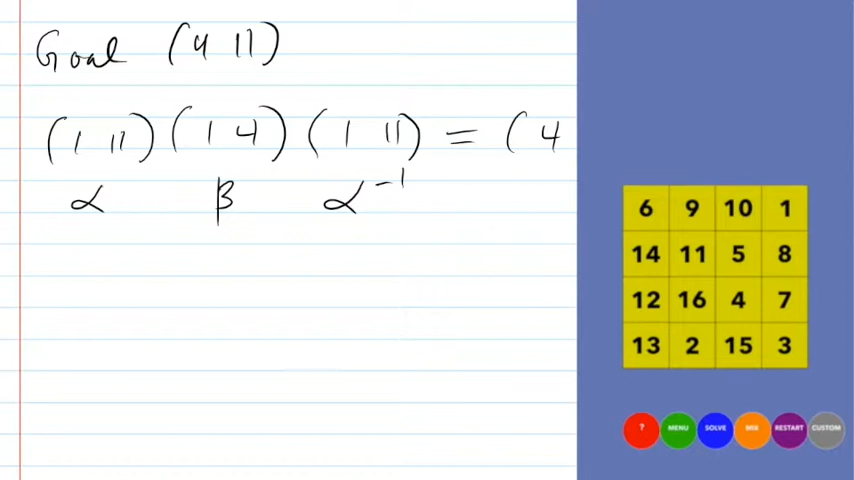 Goal (4 11)
(1 11)(1 4)(1 11) = (4
α β α⁻¹
6 9 10 1
14 11 5 8
12 16 4 7
13 2 15 3
? MENU SOLVE MIX RESTART CUSTOM